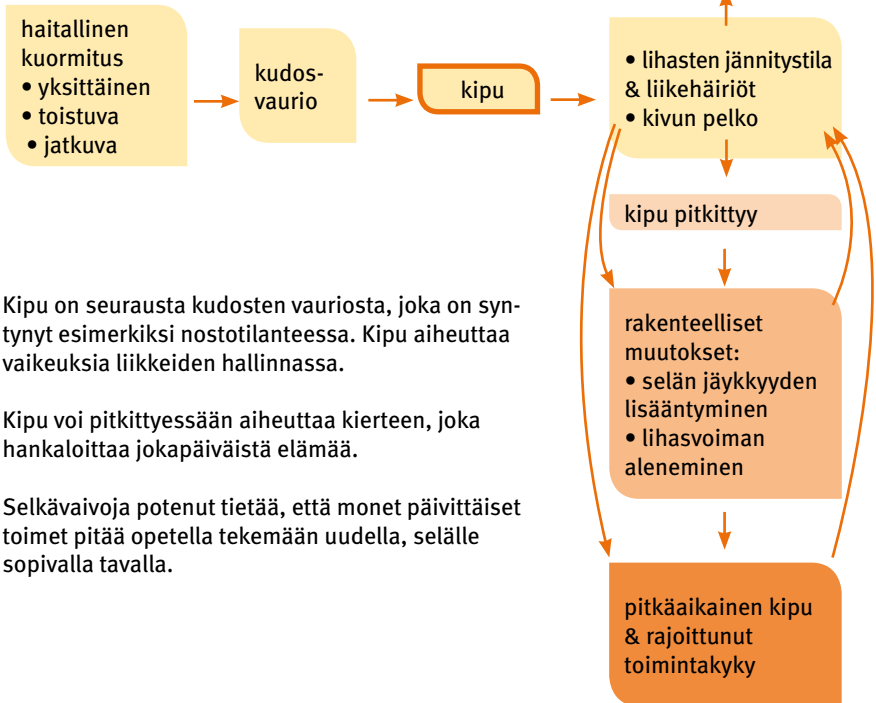 haitallinen
kuormitus
• yksittäinen
• toistuva
• jatkuva
kudos-
vaurio
kipu
• lihasten jännitystila
& liikehäiriöt
• kivun pelko
kipu pitkittyy
rakenteelliset
muutokset:
• selän jäykkyyden
lisääntyminen
• lihasvoiman
aleneminen
pitkäaikainen kipu
& rajoittunut
toimintakyky
Kipu on seurausta kudosten vauriosta, joka on syn-
tynyt esimerkiksi nostotilanteessa. Kipu aiheuttaa
vaikeuksia liikkeiden hallinnassa.
Kipu voi pitkittyessään aiheuttaa kierteen, joka
hankaloittaa jokapäiväistä elämää.
Selkävaivoja potenut tietää, että monet päivittäiset
toimet pitää opetella tekemään uudella, selälle
sopivalla tavalla.